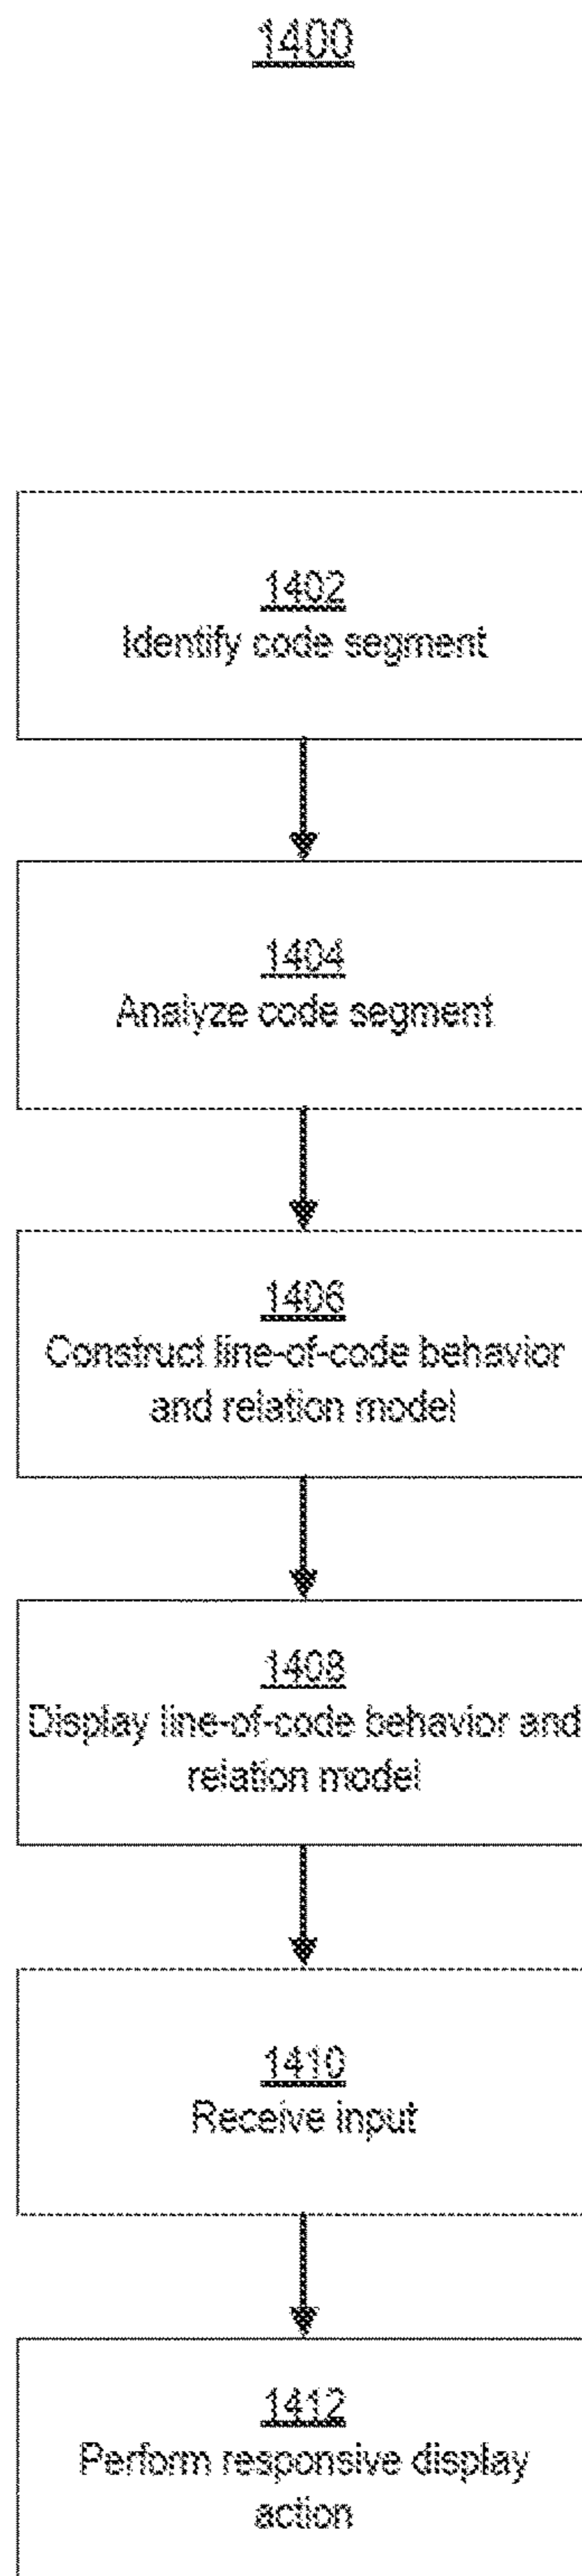 1400
1402
Identify code segment
1404
Analyze code segment
1406
Construct line-of-code behavior
and relation model
1408
Display line-of-code behavior and
relation model
1410
Receive input
1412
Perform responsive display
action